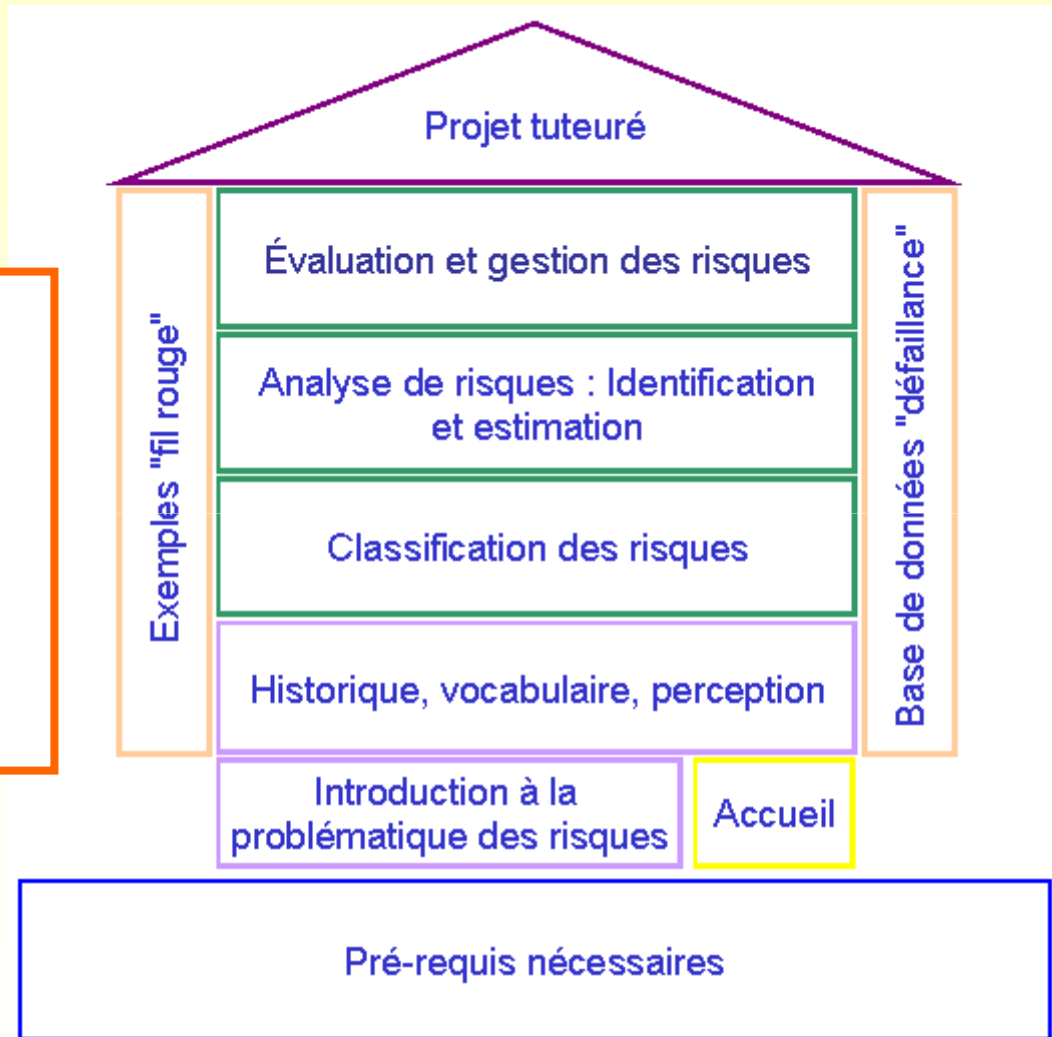 Projet tuteuré
Évaluation et gestion des risques
Analyse de risques : Identification
et estimation
Classification des risques
Historique, vocabulaire, perception
Exemples "fil rouge"
Base de données "défaillance"
Introduction à la
problématique des risques
Accueil
Pré-requis nécessaires